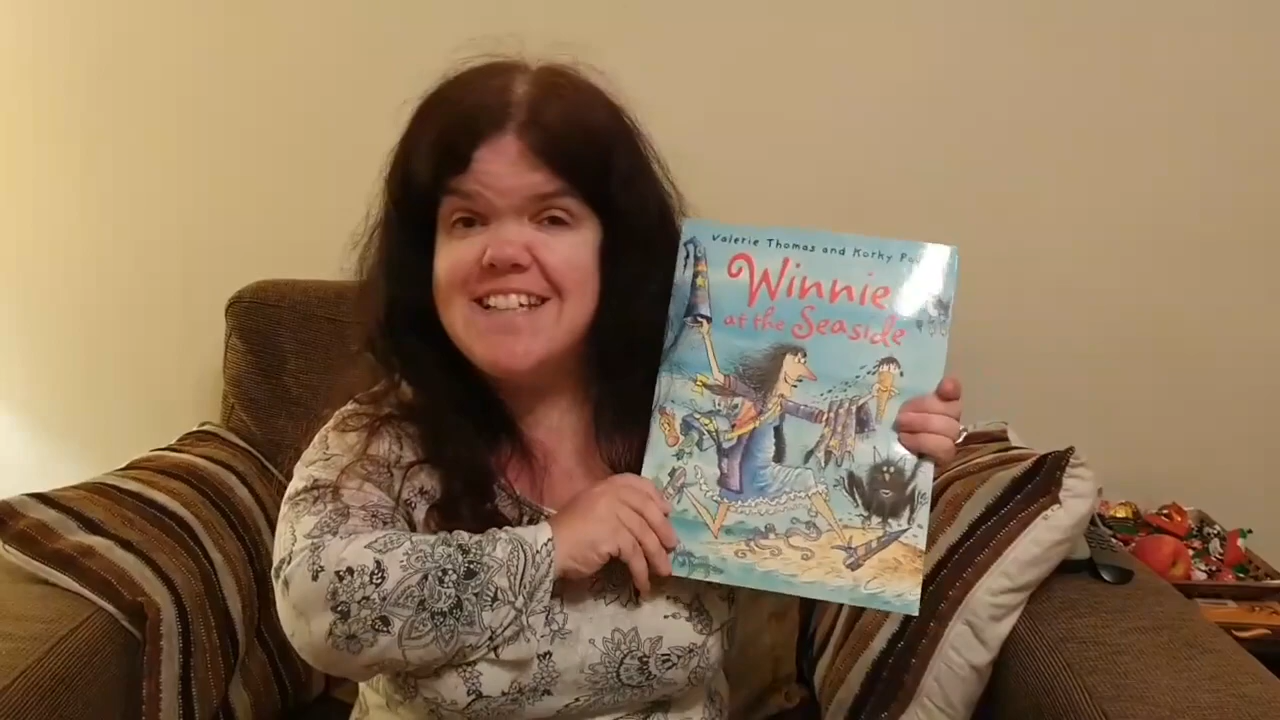 Valerie Thomas and Korky
Winnie
at the Seaside